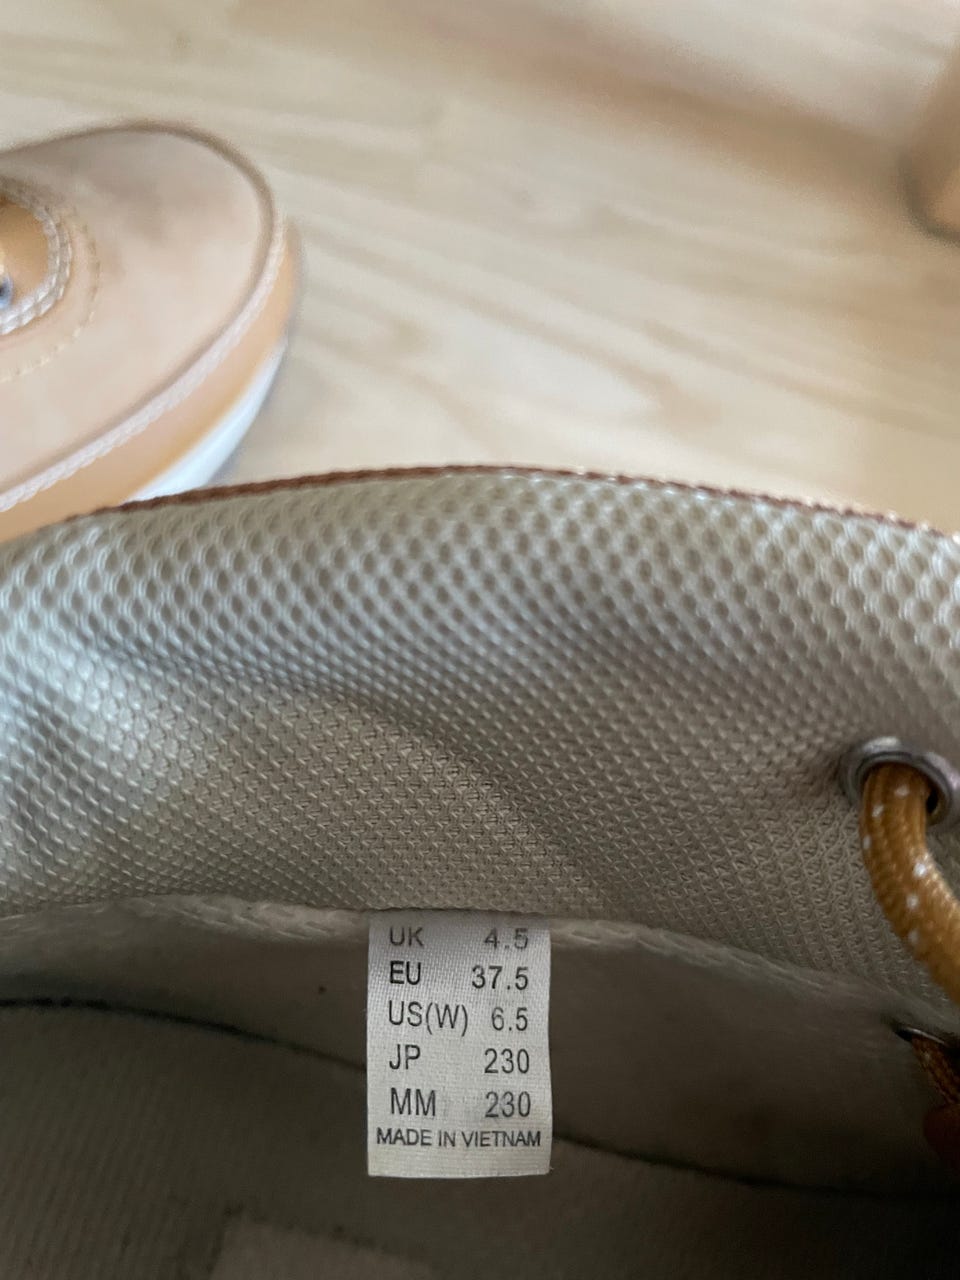 UK 4.5
EU 37.5
US(W) 6.5
JP 230
MM 230
MADE IN VIETNAM